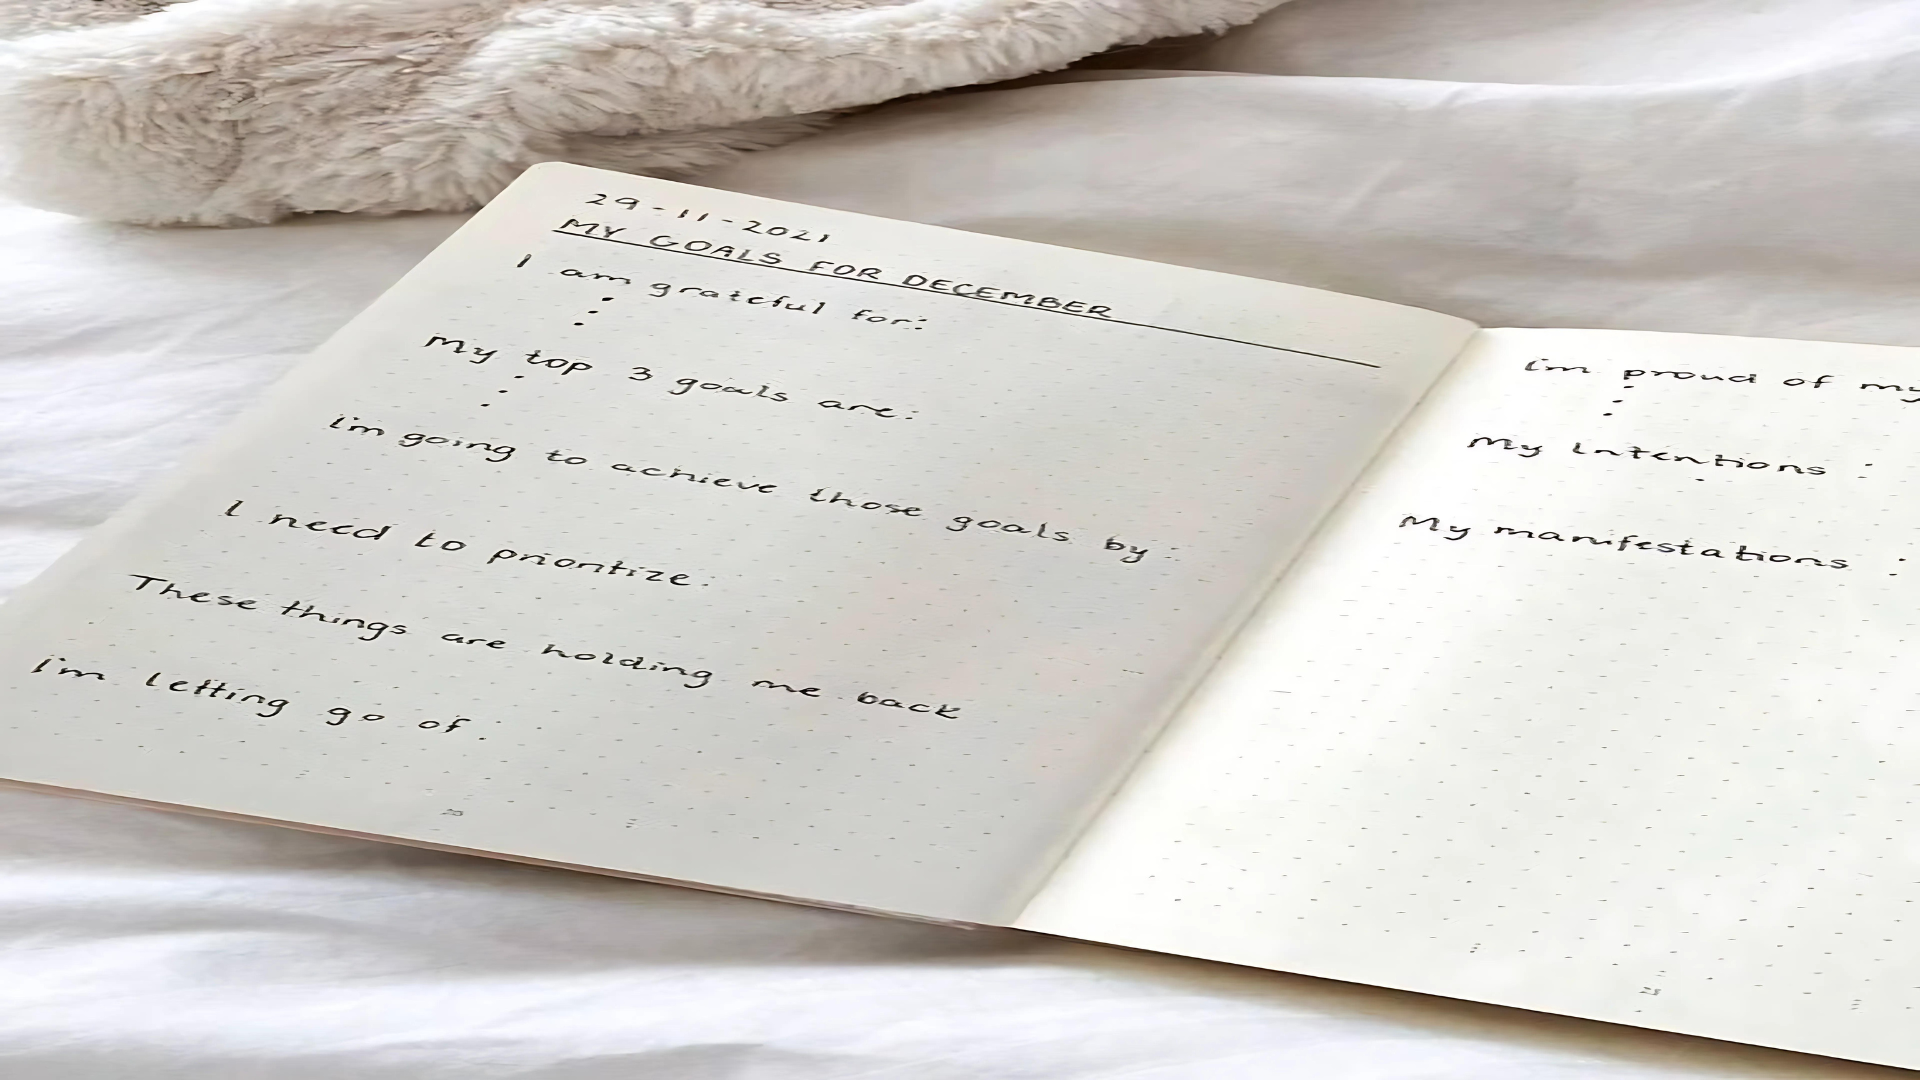 29-11-2021
MY GOALS FOR DECEMBER
I am grateful for:
My top 3 goals are:
I'm going to achieve those goals by:
I need to prioritize:
These things are holding me back
I'm letting go of:
I'm proud of my
My Intentions:
My manifestations: